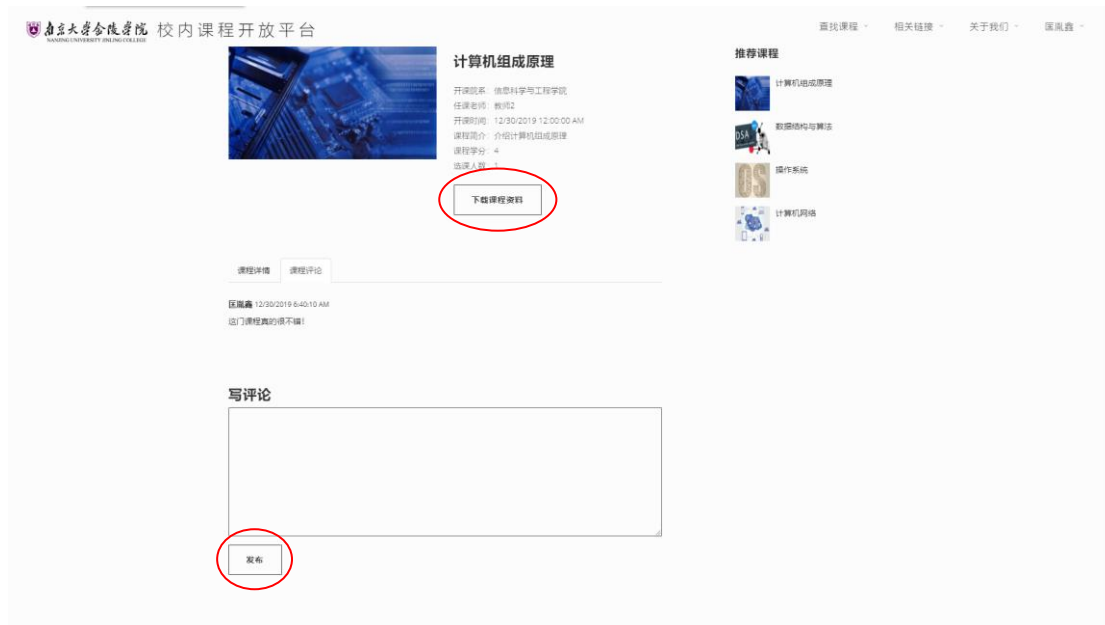 南京大学金陵学院 校内课程开放平台
NANJING UNIVERSITY JINLING COLLEGE
查找课程 相关链接 关于我们 匡胤鑫
计算机组成原理
开课院系: 信息科学与工程学院
任课老师: 教师2
开课时间: 12/30/2019 12:00:00 AM
课程简介: 介绍计算机组成原理
课程学分: 4
选课人数: 1
下载课程资料
推荐课程
计算机组成原理
DSA
数据结构与算法
OS
操作系统
计算机网络
课程详情 课程评论
匡胤鑫 12/30/2019 6:40:10 AM
这门课程真的很不错!
写评论
发布